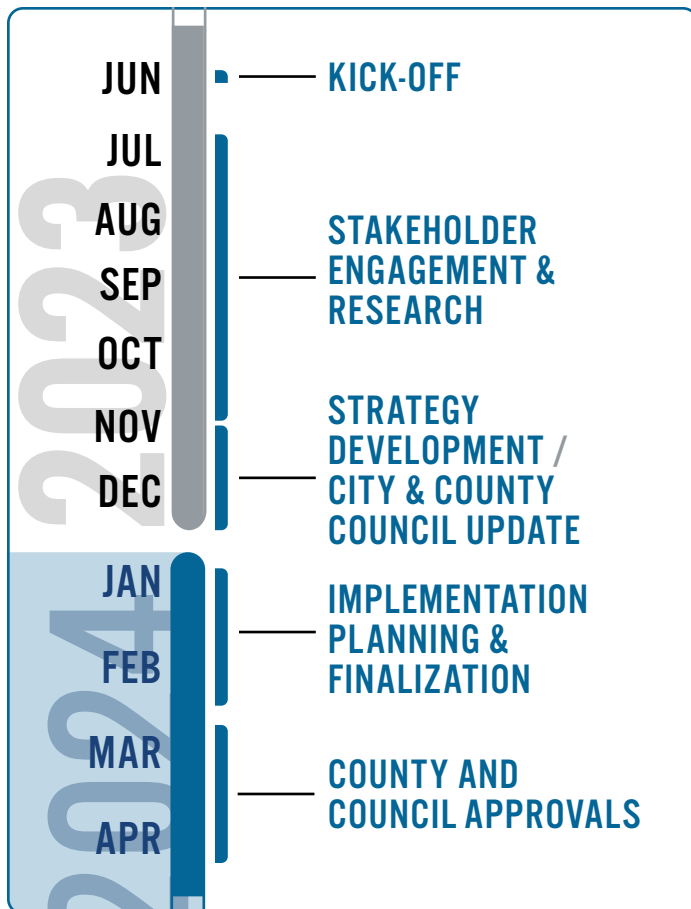 2023
JUN
KICK-OFF
JUL
AUG
SEP
STAKEHOLDER
ENGAGEMENT &
RESEARCH
OCT
NOV
DEC
STRATEGY
DEVELOPMENT /
CITY & COUNTY
COUNCIL UPDATE
2024
JAN
FEB
IMPLEMENTATION
PLANNING &
FINALIZATION
MAR
APR
COUNTY AND
COUNCIL APPROVALS